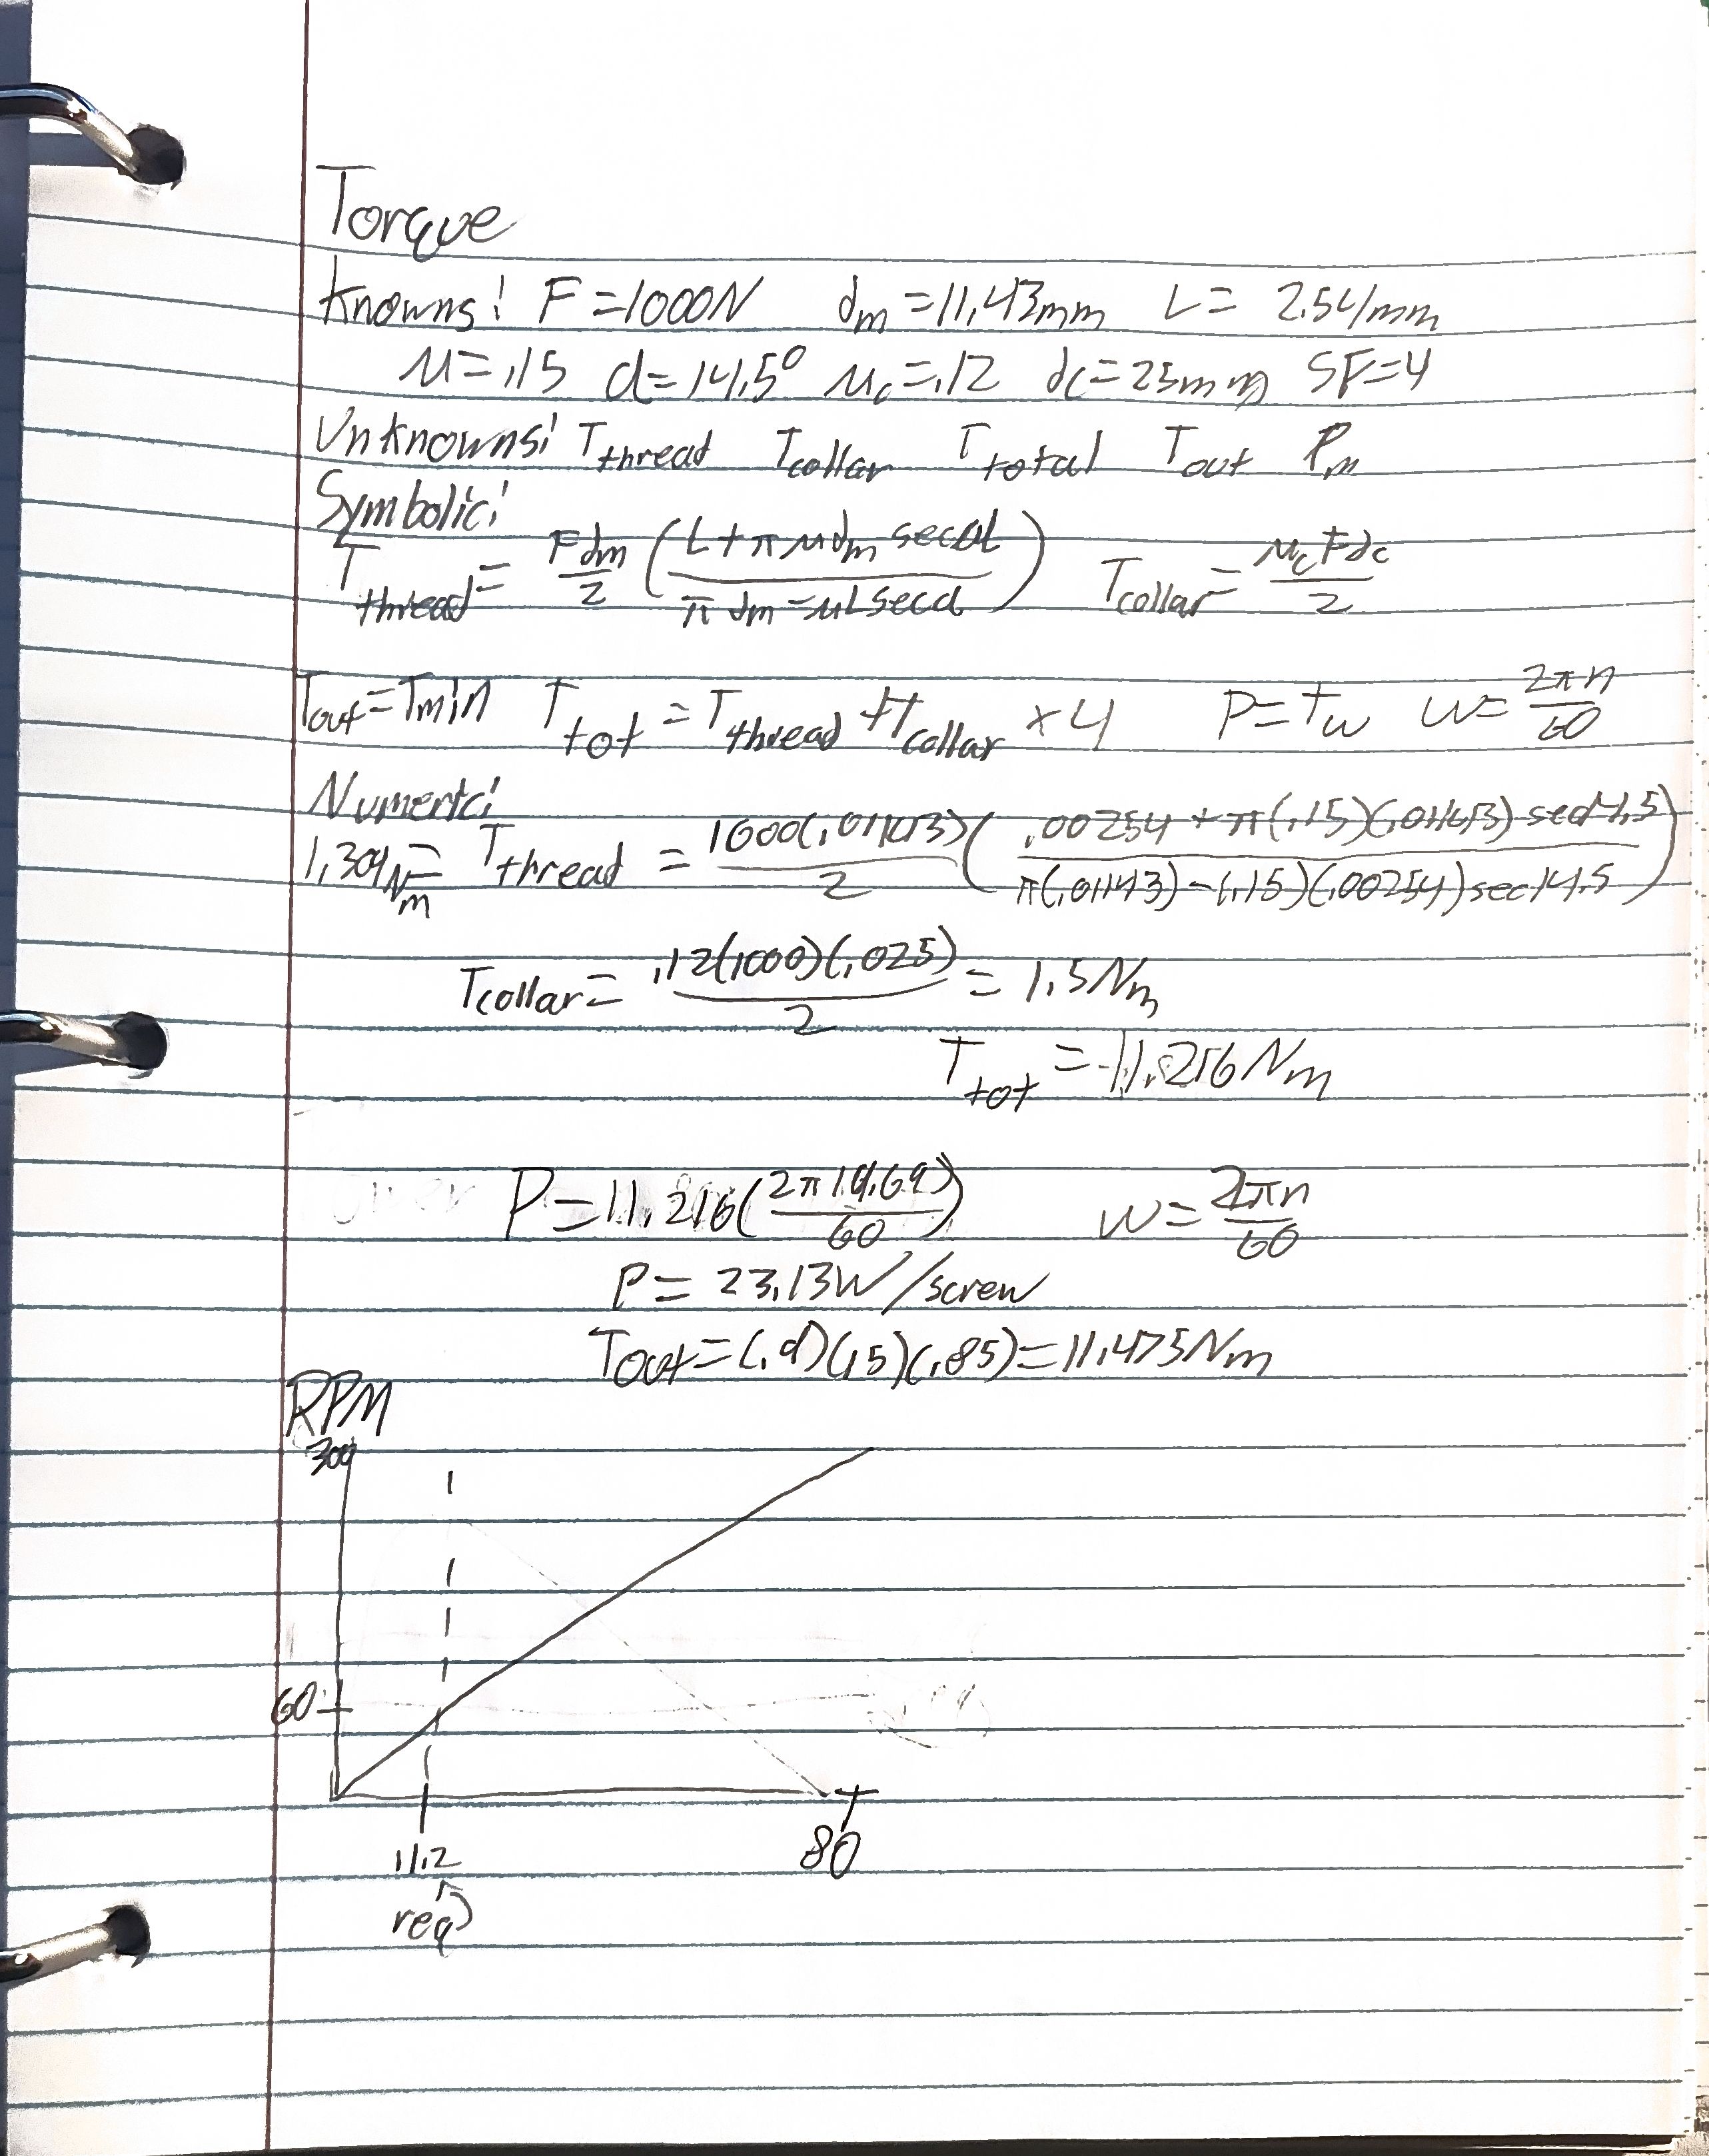 Torque
Knowns: F=1000N dm=11.43mm L= 2.54mm
μ=.15 α=14.5° μc=.12 dc=25mm SF=4
Unknowns: Tthread Tcollar Ttotal Tout Pm
Symbolic:
Tthread = Fdm/2 (L+πμdm secα / πdm-μLsecα) Tcollar = μcFdc/2
Tout=Tmin Ttot = Tthread +Tcollar ×4 P=Tw w= 2πn/60
Numeric:
1.304Nm = Tthread = 1000(.01143)/2 (.00254 + π(.15)(.01143) sec14.5 / π(.01143)-(.15)(.00254)sec14.5)
Tcollar= .12(1000)(.025)/2 = 1.5Nm
Ttot = 11.216Nm
P=11.216(2π19.69/60) w= 2πn/60
P= 23.13W/screw
Tout=(.9)(15)(.85)=11.475Nm
RPM
300
60
11.2 80
req